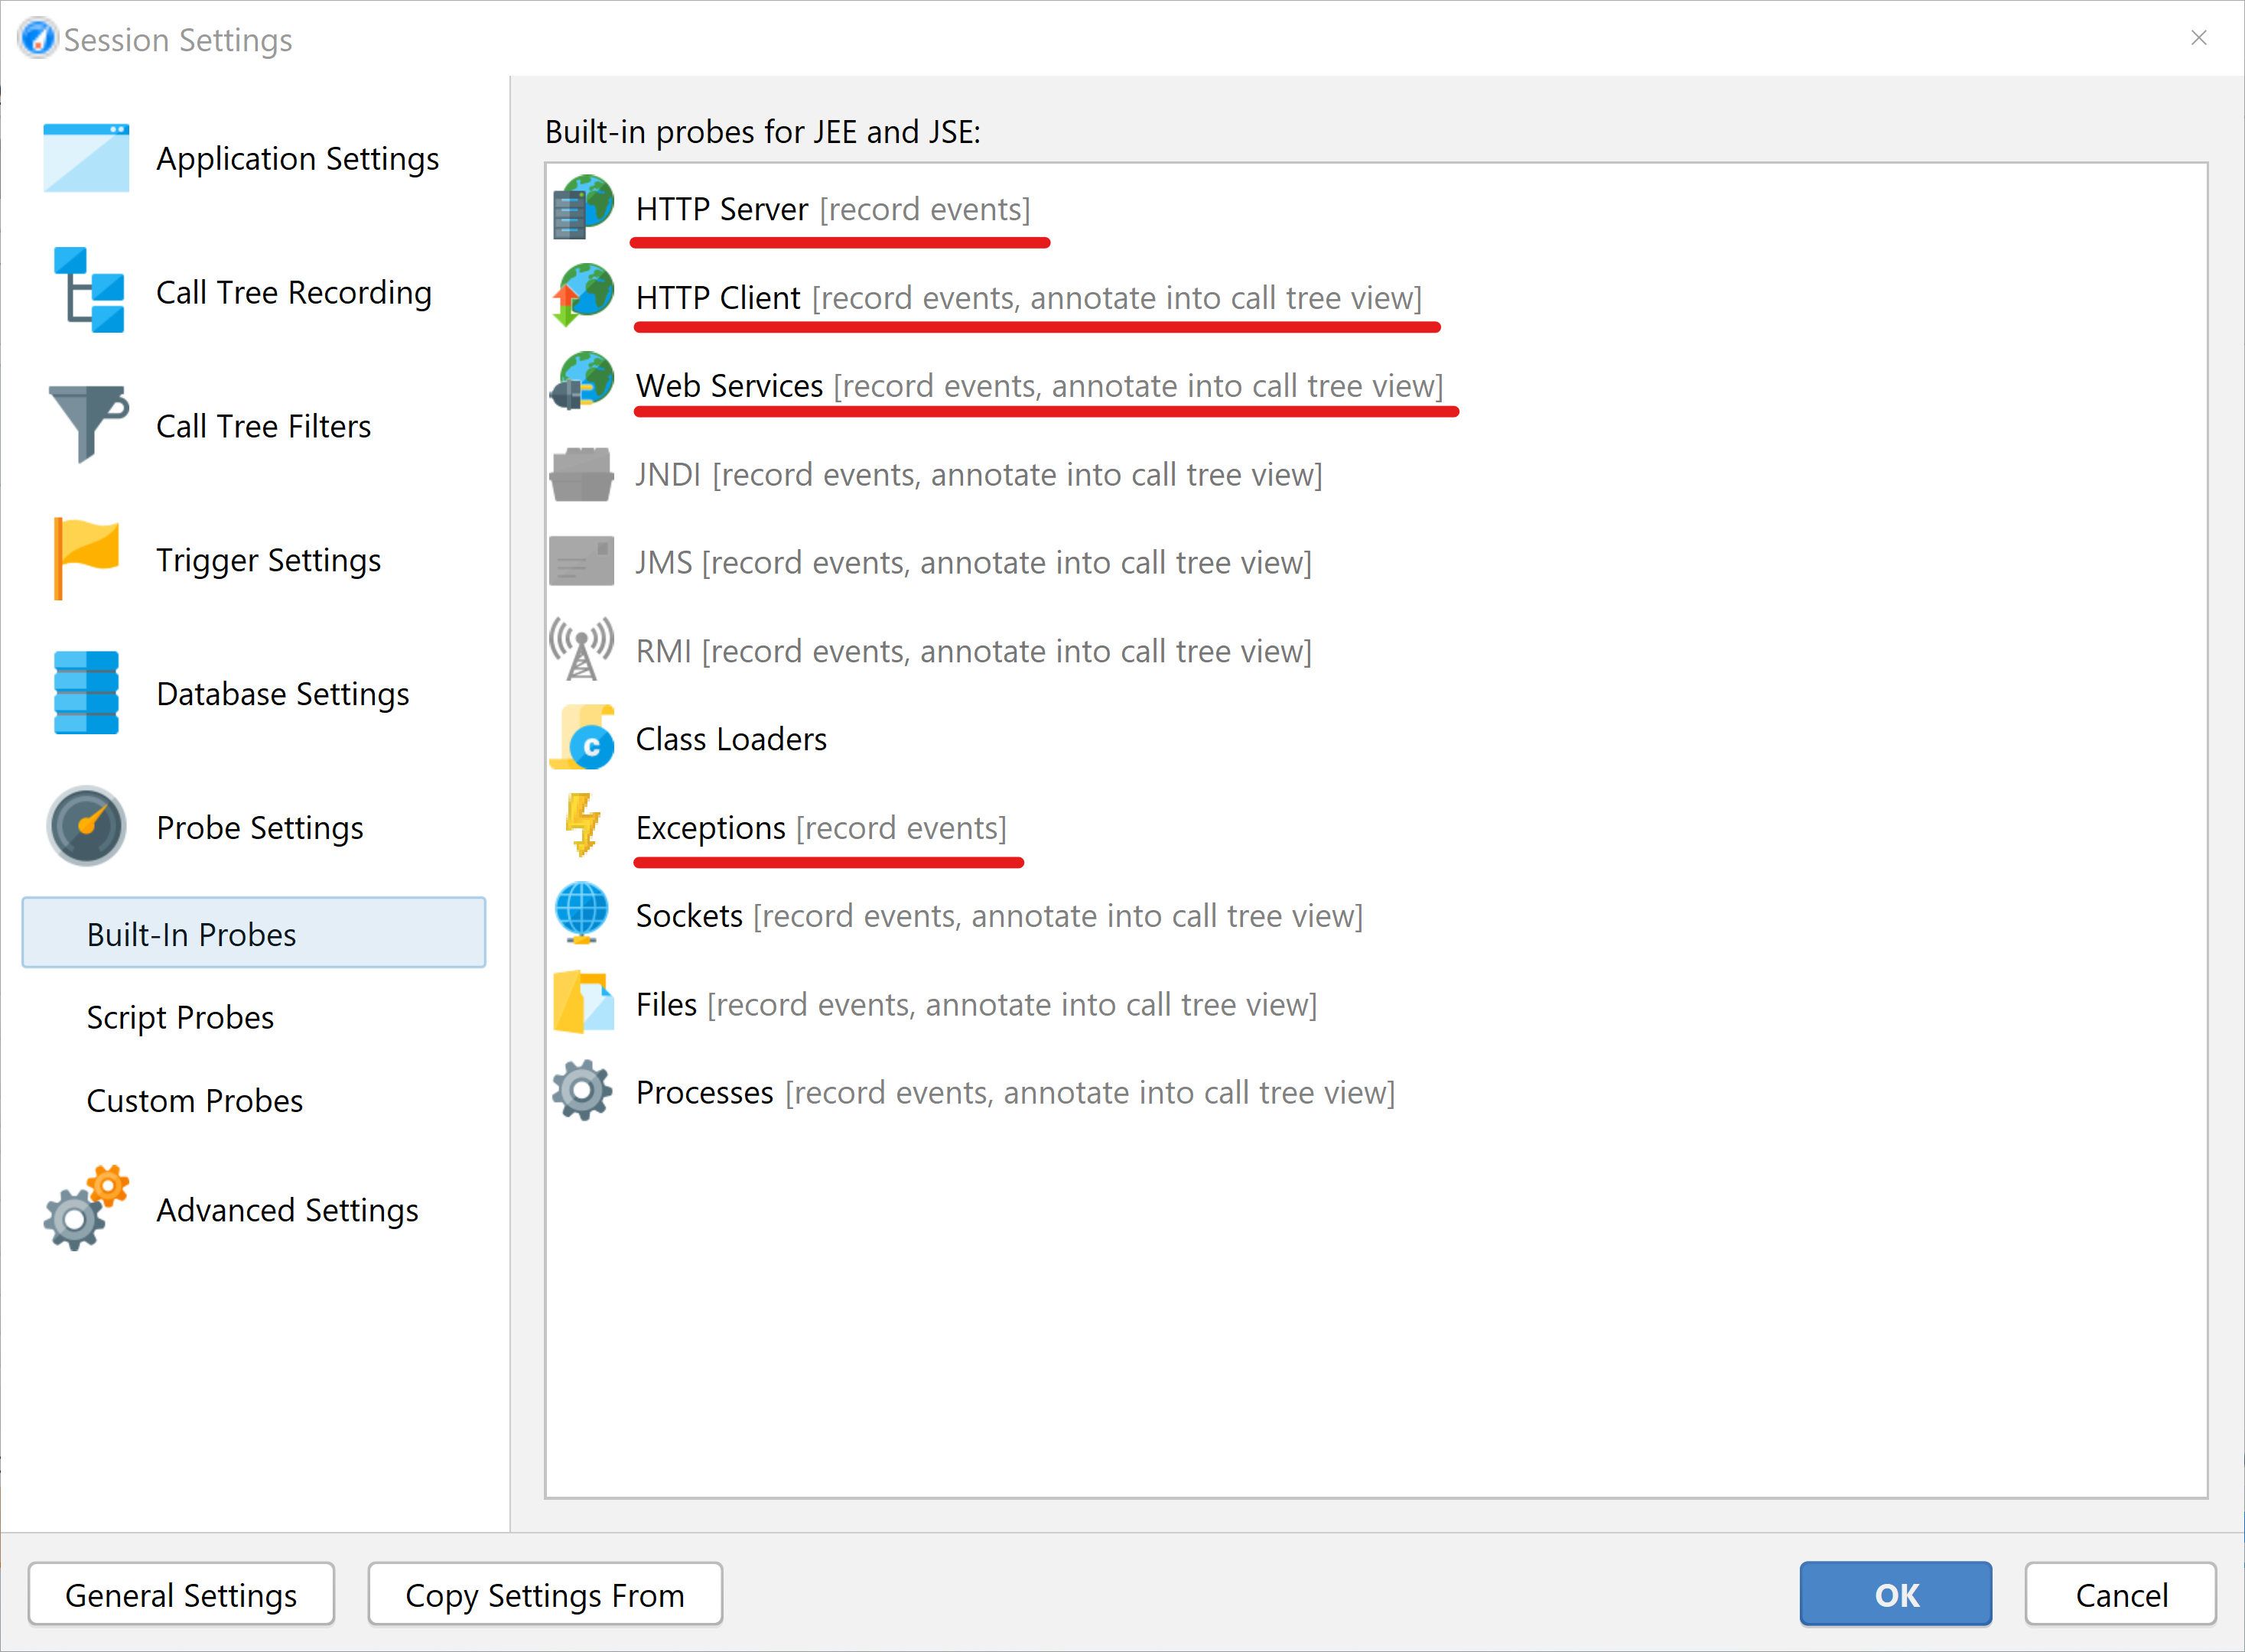 Session Settings
Application Settings
Call Tree Recording
Call Tree Filters
Trigger Settings
Database Settings
Probe Settings
Built-In Probes
Script Probes
Custom Probes
Advanced Settings
Built-in probes for JEE and JSE:
HTTP Server [record events]
HTTP Client [record events, annotate into call tree view]
Web Services [record events, annotate into call tree view]
JNDI [record events, annotate into call tree view]
JMS [record events, annotate into call tree view]
RMI [record events, annotate into call tree view]
C
Class Loaders
Exceptions [record events]
Sockets [record events, annotate into call tree view]
Files [record events, annotate into call tree view]
Processes [record events, annotate into call tree view]
General Settings
Copy Settings From
OK
Cancel